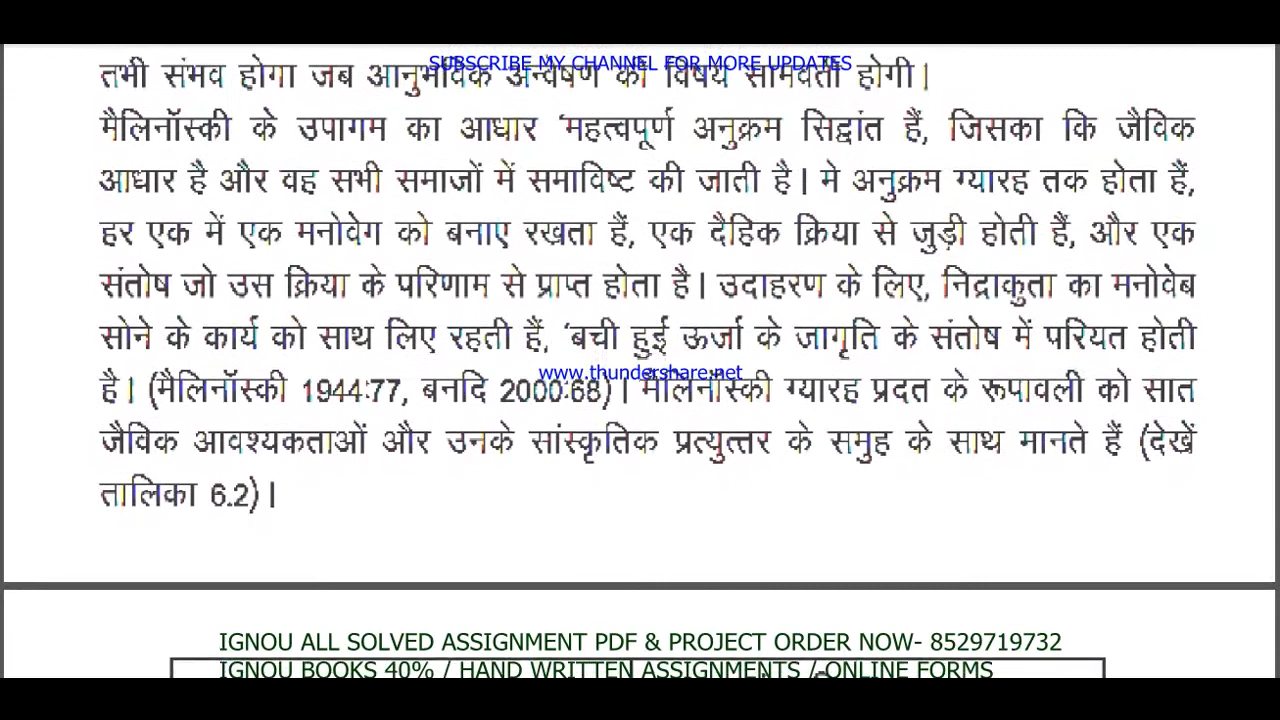 SUBSCRIBE MY CHANNEL FOR MORE UPDATES
तभी संभव होगा जब आनुभविक अन्वेषण का विषय सामवती होगी।
मैलिनॉस्की के उपागम का आधार ‘महत्वपूर्ण अनुक्रम सिद्वांत हैं, जिसका कि जैविक
आधार है और वह सभी समाजों में समाविष्ट की जाती है। मे अनुक्रम ग्यारह तक होता हैं,
हर एक में एक मनोवेग को बनाए रखता हैं, एक दैहिक क्रिया से जुड़ी होती हैं, और एक
संतोष जो उस क्रिया के परिणाम से प्राप्त होता है। उदाहरण के लिए, निद्राकुता का मनोवेब
सोने के कार्य को साथ लिए रहती हैं, ‘बची हुई ऊर्जा के जागृति के संतोष में परियत होती
www.thundershare.net
है। (मैलिनॉस्की 1944:77, बनदि 2000:68)। मैलिनॉस्की ग्यारह प्रदत के रूपावली को सात
जैविक आवश्यकताओं और उनके सांस्कृतिक प्रत्युत्तर के समुह के साथ मानते हैं (देखें
तालिका 6.2)।
IGNOU ALL SOLVED ASSIGNMENT PDF & PROJECT ORDER NOW- 8529719732
IGNOU BOOKS 40% / HAND WRITTEN ASSIGNMENTS / ONLINE FORMS